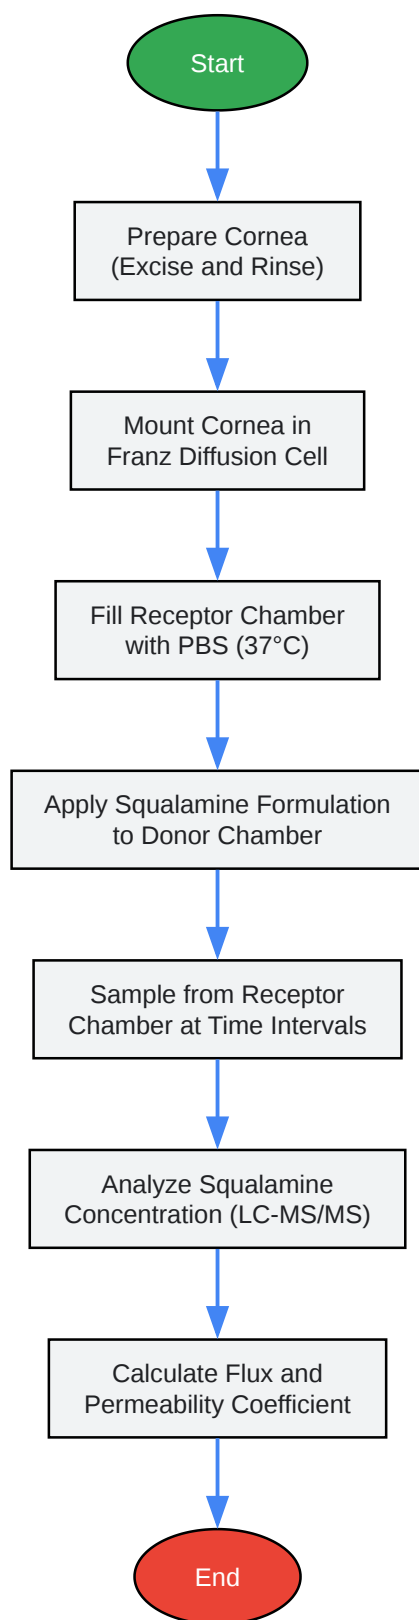 Start
Prepare Cornea
(Excise and Rinse)
Mount Cornea in
Franz Diffusion Cell
Fill Receptor Chamber
with PBS (37°C)
Apply Squalamine Formulation
to Donor Chamber
Sample from Receptor
Chamber at Time Intervals
Analyze Squalamine
Concentration (LC-MS/MS)
Calculate Flux and
Permeability Coefficient
End